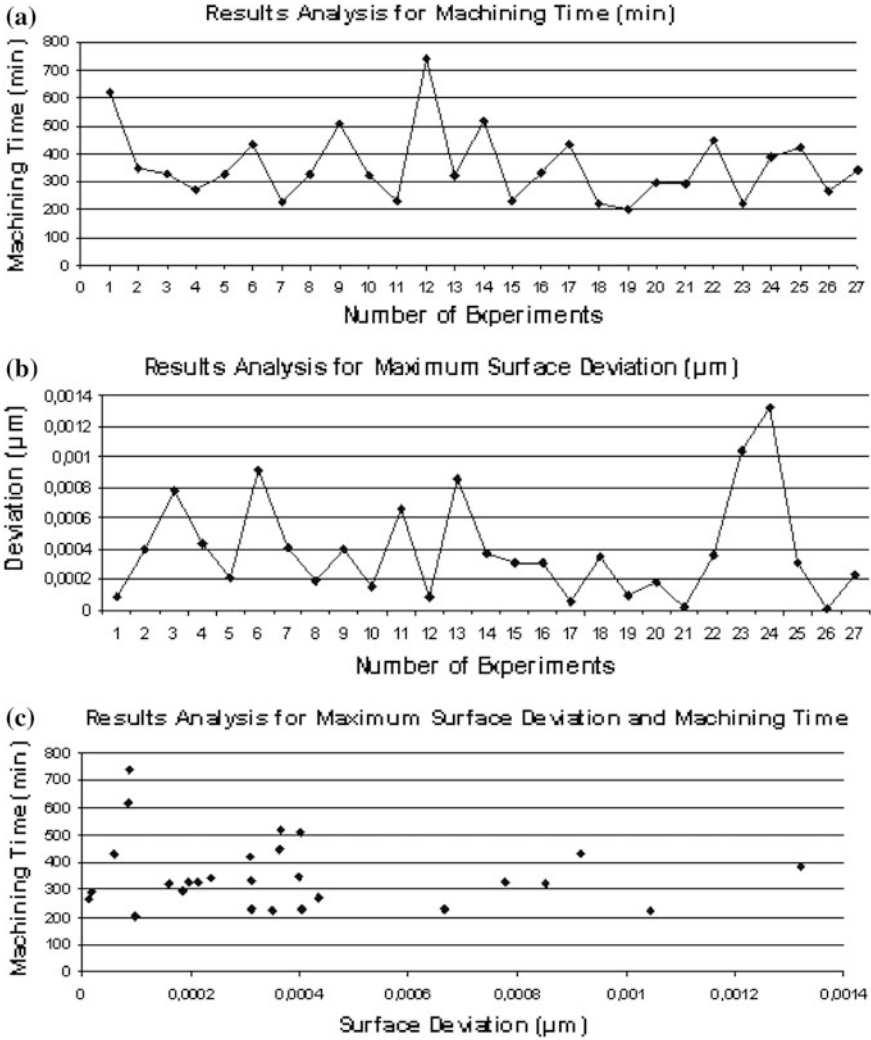 (a) Results Analysis for Machining Time (min)
Machining Time (min)
800
700
600
500
400
300
200
100
0
0 1 2 3 4 5 6 7 8 9 10 11 12 13 14 15 16 17 18 19 20 21 22 23 24 25 26 27
Number of Experiments
(b) Results Analysis for Maximum Surface Deviation (µm)
Deviation (µm)
0,0014
0,0012
0,001
0,0008
0,0006
0,0004
0,0002
0
1 2 3 4 5 6 7 8 9 10 11 12 13 14 15 16 17 18 19 20 21 22 23 24 25 26 27
Number of Experiments
(c) Results Analysis for Maximum Surface Deviation and Machining Time
Machining Time (min)
800
700
600
500
400
300
200
100
0
0 0,0002 0,0004 0,0006 0,0008 0,001 0,0012 0,0014
Surface Deviation (µm)